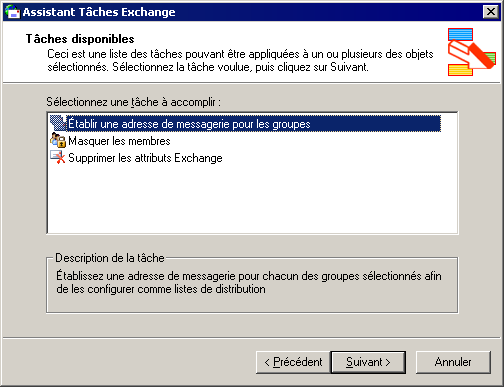 Assistant Tâches Exchange
Tâches disponibles
Ceci est une liste des tâches pouvant être appliquées à un ou plusieurs des objets
sélectionnés. Sélectionnez la tâche voulue, puis cliquez sur Suivant.
Sélectionnez une tâche à accomplir :
Établir une adresse de messagerie pour les groupes
Masquer les membres
Supprimer les attributs Exchange
Description de la tâche
Établissez une adresse de messagerie pour chacun des groupes sélectionnés afin
de les configurer comme listes de distribution
< Précédent
Suivant >
Annuler